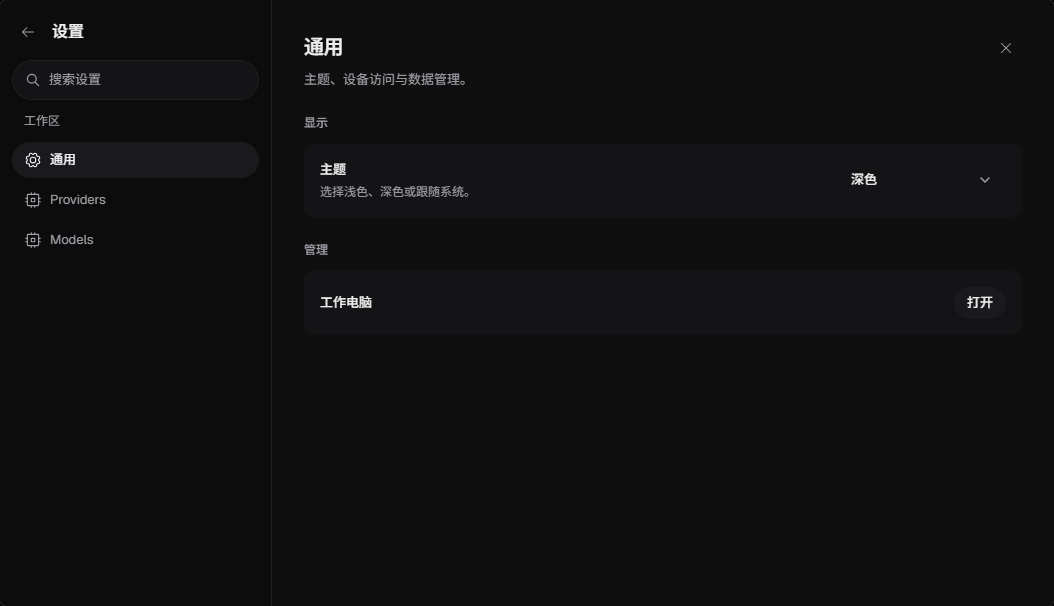 设置
搜索设置
工作区
通用
Providers
Models
通用
主题、设备访问与数据管理。
显示
主题
选择浅色、深色或跟随系统。
深色
管理
工作电脑
打开